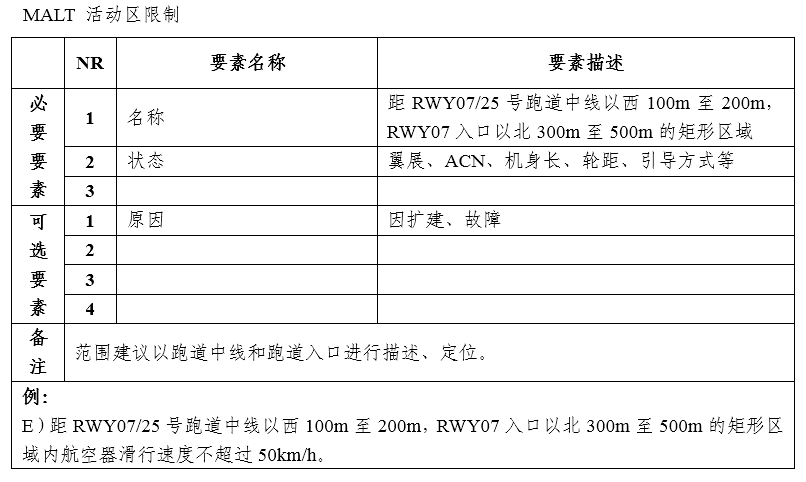 MALT 活动区限制
NR 要素名称 要素描述
必要要素
1 名称 距 RWY07/25 号跑道中线以西 100m 至 200m，
RWY07 入口以北 300m 至 500m 的矩形区域
2 状态 翼展、ACN、机身长、轮距、引导方式等
3
可选要素
1 原因 因扩建、故障
2
3
4
备注 范围建议以跑道中线和跑道入口进行描述、定位。
例：
E）距 RWY07/25 号跑道中线以西 100m 至 200m，RWY07 入口以北 300m 至 500m 的矩形区
域内航空器滑行速度不超过 50km/h。